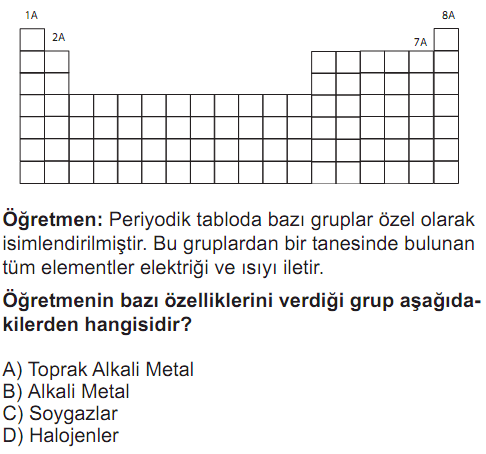 1A
8A
2A
7A
Öğretmen: Periyodik tabloda bazı gruplar özel olarak
isimlendirilmiştir. Bu gruplardan bir tanesinde bulunan
tüm elementler elektriği ve ısıyı iletir.
Öğretmenin bazı özelliklerini verdiği grup aşağıda-
kilerden hangisidir?
A) Toprak Alkali Metal
B) Alkali Metal
C) Soygazlar
D) Halojenler